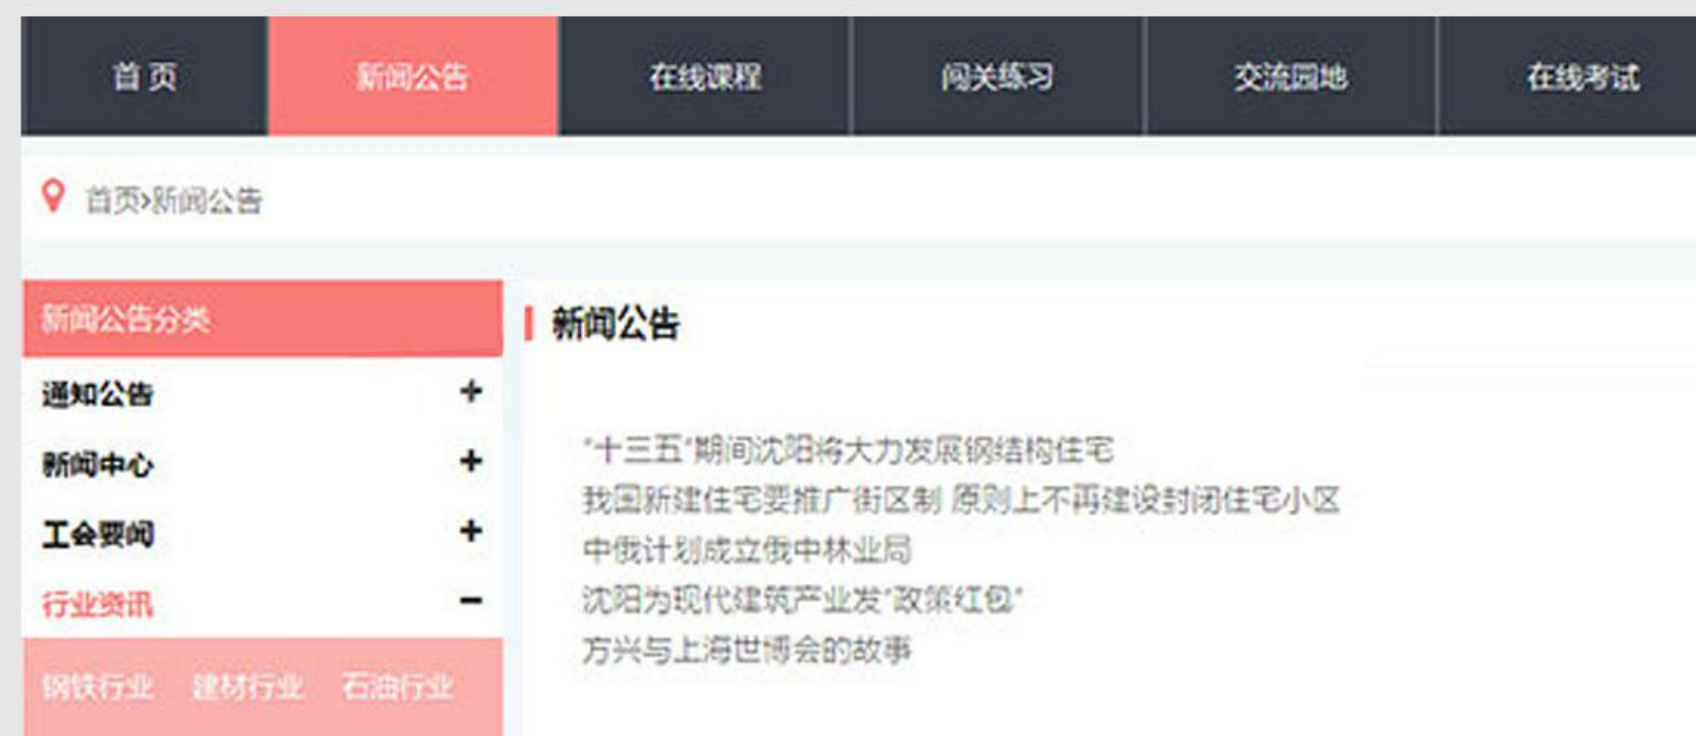 首 页 新闻公告 在线课程 闯关练习 交流园地 在线考试
首页>新闻公告
新闻公告分类
通知公告 +
新闻中心 +
工会要闻 +
行业资讯 −
钢铁行业 建材行业 石油行业
新闻公告
“十三五”期间沈阳将大力发展钢结构住宅
我国新建住宅要推广街区制 原则上不再建设封闭住宅小区
中俄计划成立俄中林业局
沈阳为现代建筑产业发“政策红包”
方兴与上海世博会的故事